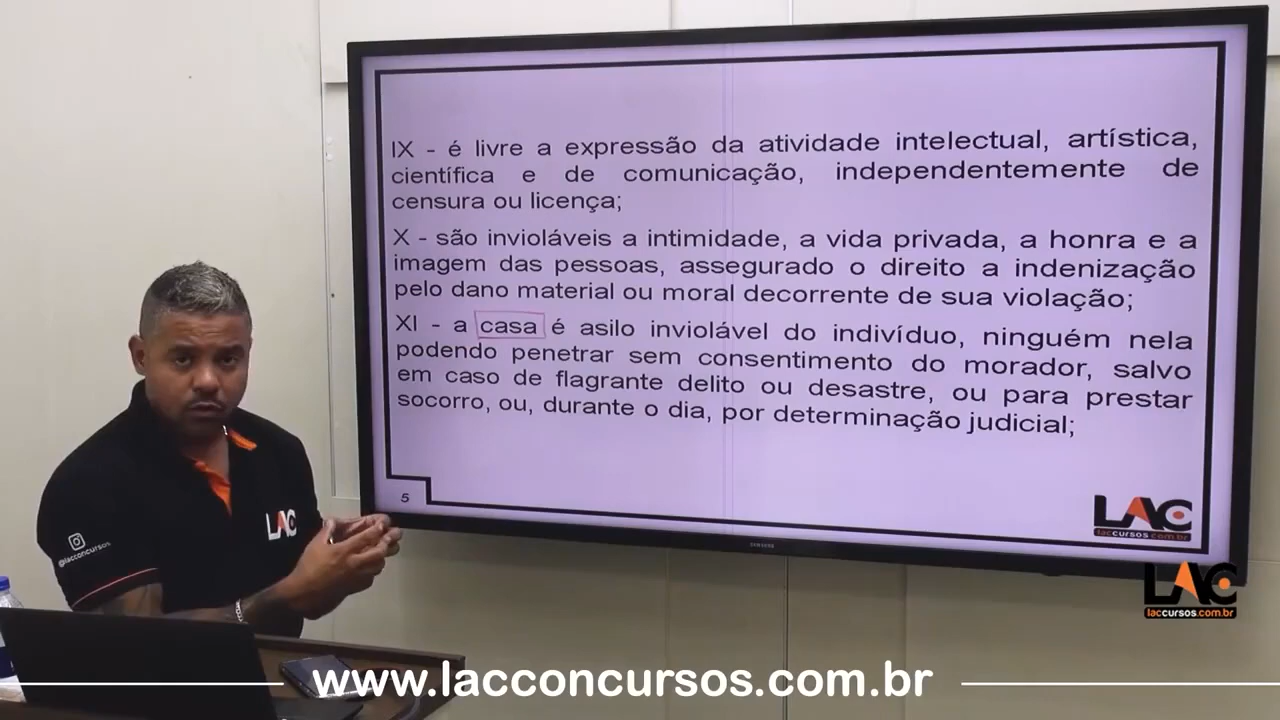 IX - é livre a expressão da atividade intelectual, artística,
científica e de comunicação, independentemente de
censura ou licença;
X - são invioláveis a intimidade, a vida privada, a honra e a
imagem das pessoas, assegurado o direito a indenização
pelo dano material ou moral decorrente de sua violação;
XI - a casa é asilo inviolável do indivíduo, ninguém nela
podendo penetrar sem consentimento do morador, salvo
em caso de flagrante delito ou desastre, ou para prestar
socorro, ou, durante o dia, por determinação judicial;
5
LAC
laccursos.com.br
SAMSUNG
LAC
@lacconcursos
LAC
laccursos.com.br
www.lacconcursos.com.br